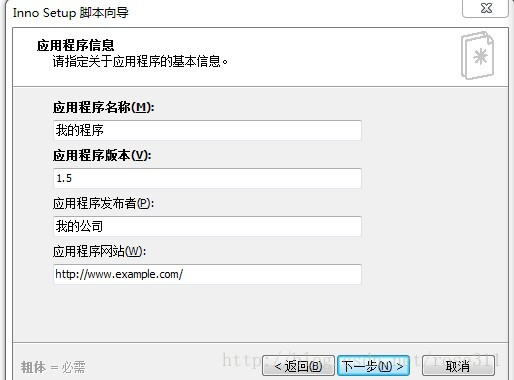 Inno Setup 脚本向导
应用程序信息
请指定关于应用程序的基本信息。
应用程序名称(M):
我的程序
应用程序版本(V):
1.5
应用程序发布者(P):
我的公司
应用程序网站(W):
http://www.example.com/
粗体 = 必需
< 返回(B)
下一步(N) >
取消